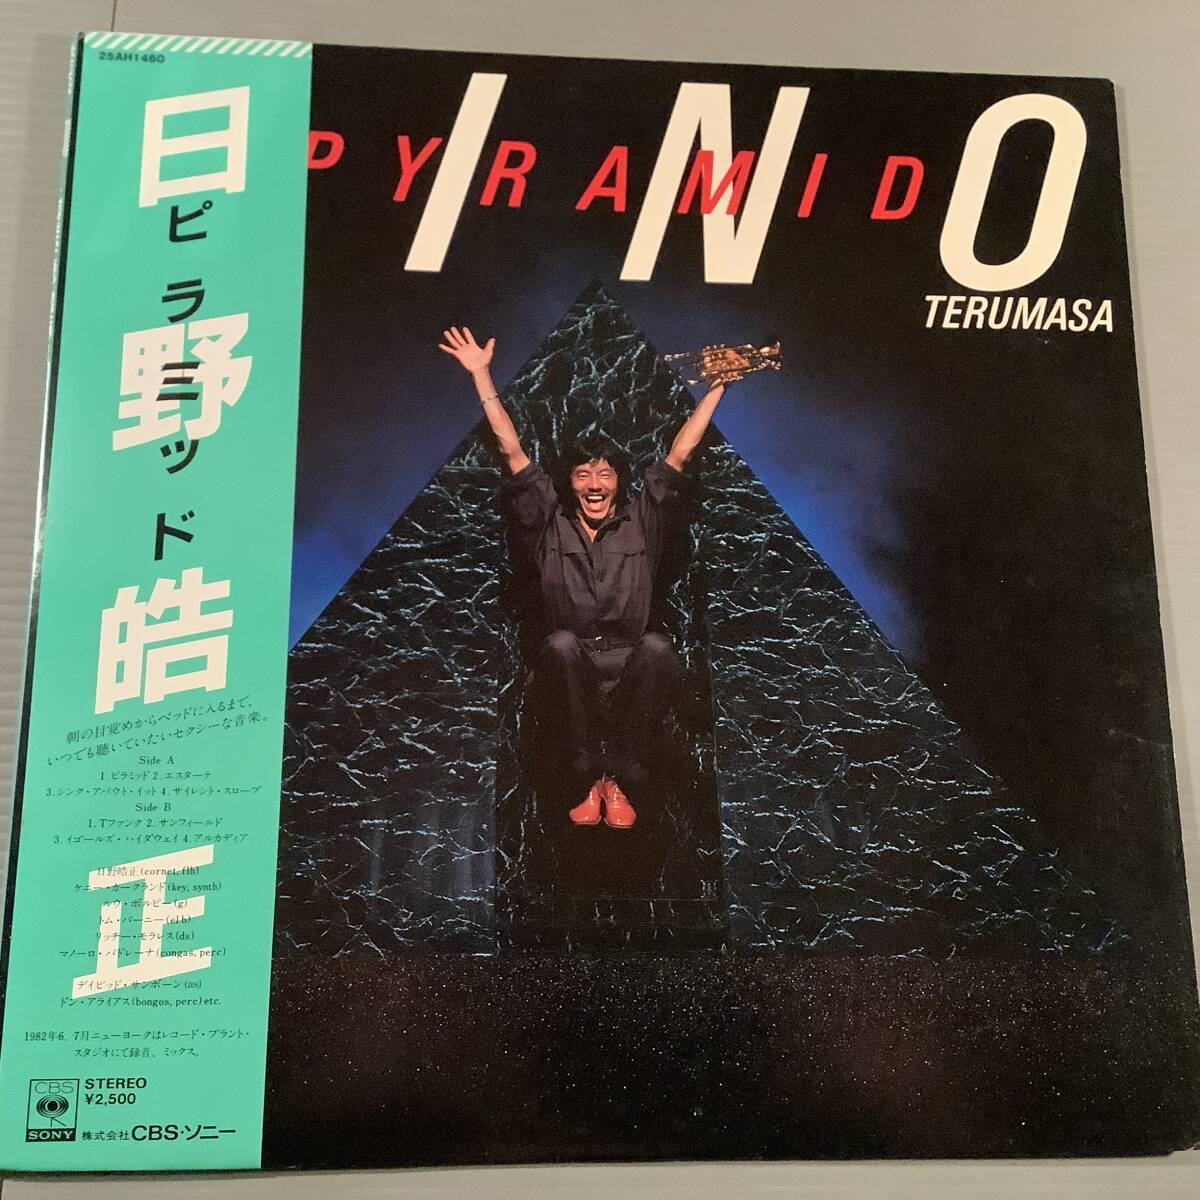 25AH1460
日野皓正
ピラミッド
朝の目覚めからベッドに入るまで、
いつでも聴いていたいセクシーな音楽。
Side A
1.ピラミッド 2.エスターテ
3.シンク・アバウト・イット 4.サイレント・スロープ
Side B
1.Tファンク 2.サンフィールド
3.イゴールズ・ハイダウェイ 4.アルカディア
日野皓正(cornet, flh)
ケニー・カークランド(key, synth)
ルウ・ボルピー(g)
トム・バーニー(el b)
リッチー・モラレス(ds)
マノーロ・バドレーナ(congas, perc)
デイビッド・サンボーン(as)
ドン・アライアス(bongos, perc) etc.
1982年6、7月ニューヨークはレコード・プラント・
スタジオにて録音、ミックス。
CBS
SONY
STEREO
¥2,500
株式会社 CBS・ソニー
INO
PYRAMID
TERUMASA